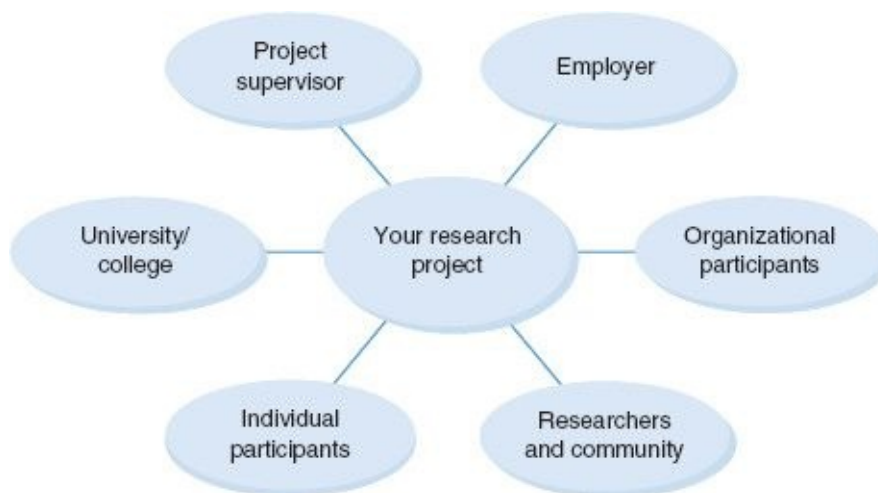 Project
supervisor
Employer
University/
college
Your research
project
Organizational
participants
Individual
participants
Researchers
and community